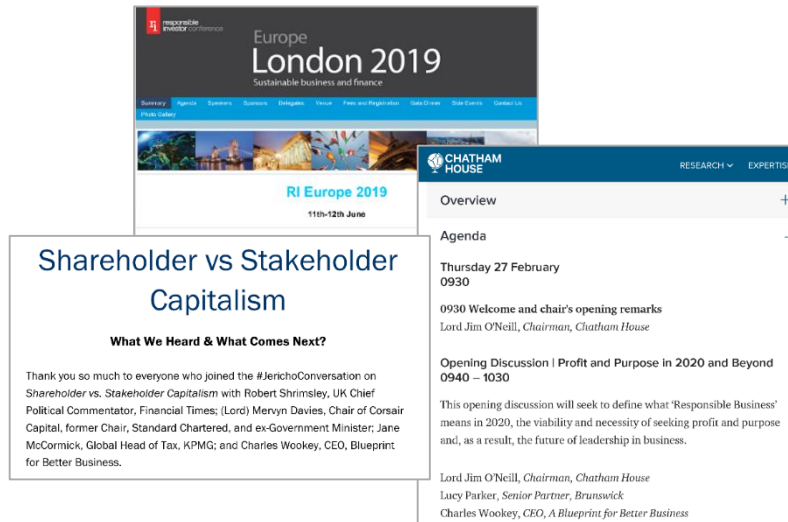 responsible
investor conference
Europe
London 2019
Sustainable business and finance
Summary Agenda Speakers Sponsors Delegates Venue Fees and Registration Gala Dinner Side Events Contact Us
Photo Gallery
RI Europe 2019
11th-12th June
Shareholder vs Stakeholder
Capitalism
What We Heard & What Comes Next?
Thank you so much to everyone who joined the #JerichoConversation on
Shareholder vs. Stakeholder Capitalism with Robert Shrimsley, UK Chief
Political Commentator, Financial Times; (Lord) Mervyn Davies, Chair of Corsair
Capital, former Chair, Standard Chartered, and ex-Government Minister; Jane
McCormick, Global Head of Tax, KPMG; and Charles Wookey, CEO, Blueprint
for Better Business.
CHATHAM
HOUSE
RESEARCH EXPERTISE
Overview +
Agenda -
Thursday 27 February
0930
0930 Welcome and chair's opening remarks
Lord Jim O'Neill, Chairman, Chatham House
Opening Discussion | Profit and Purpose in 2020 and Beyond
0940 – 1030
This opening discussion will seek to define what 'Responsible Business'
means in 2020, the viability and necessity of seeking profit and purpose
and, as a result, the future of leadership in business.
Lord Jim O'Neill, Chairman, Chatham House
Lucy Parker, Senior Partner, Brunswick
Charles Wookey, CEO, A Blueprint for Better Business